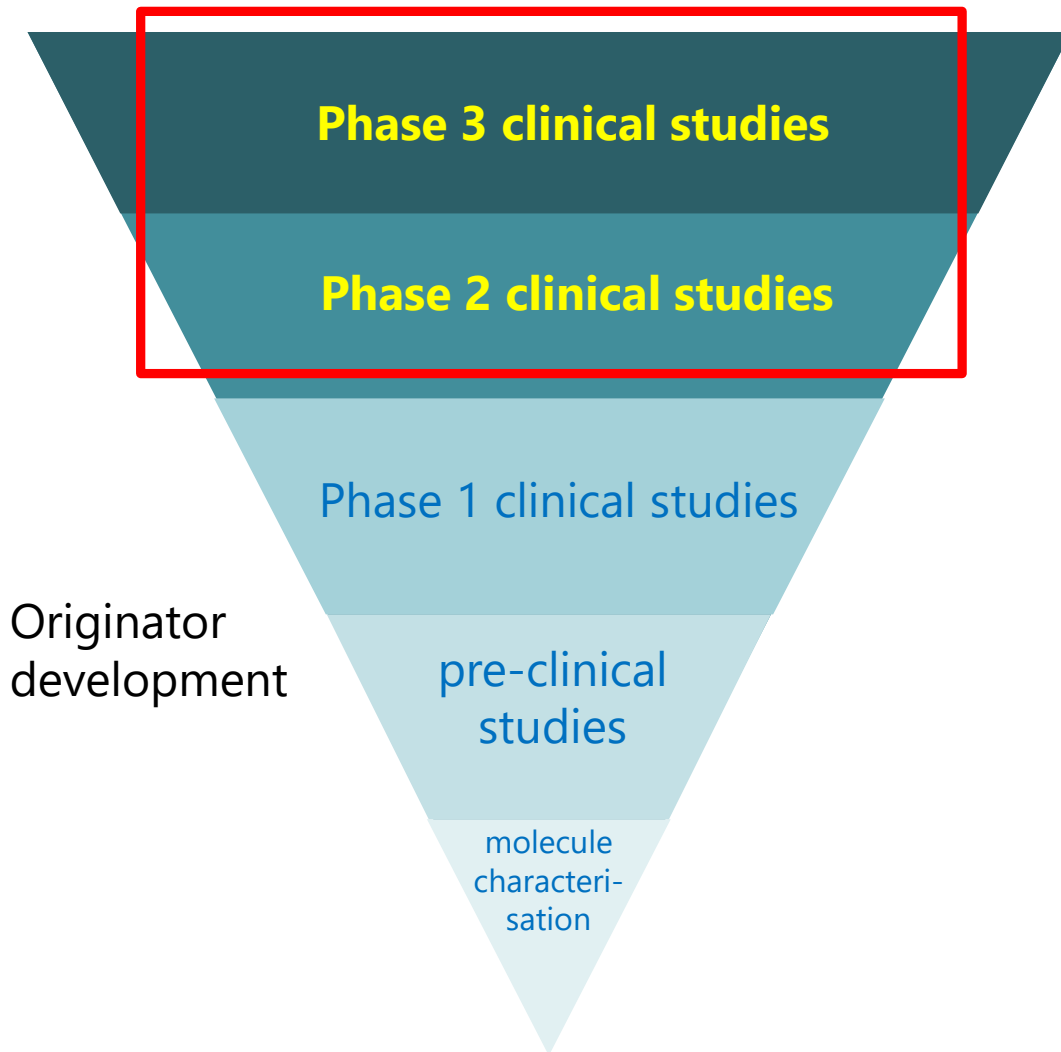 Phase 3 clinical studies
Phase 2 clinical studies
Phase 1 clinical studies
Originator
development
pre-clinical
studies
molecule
characteri-
sation